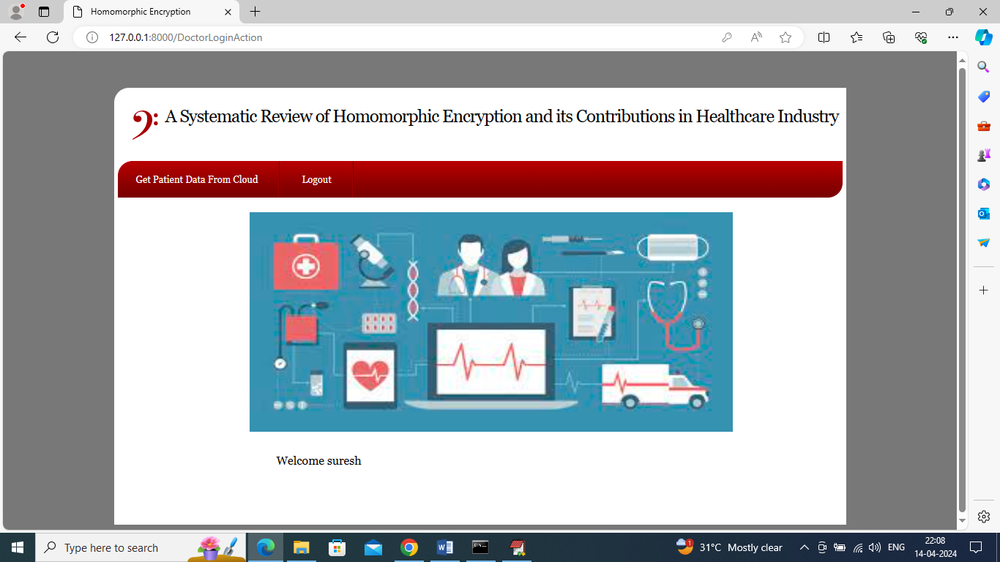 Homomorphic Encryption
127.0.0.1:8000/DoctorLoginAction
A Systematic Review of Homomorphic Encryption and its Contributions in Healthcare Industry
Get Patient Data From Cloud
Logout
Welcome suresh
Type here to search
1
31°C Mostly clear
ENG
22:08
14-04-2024